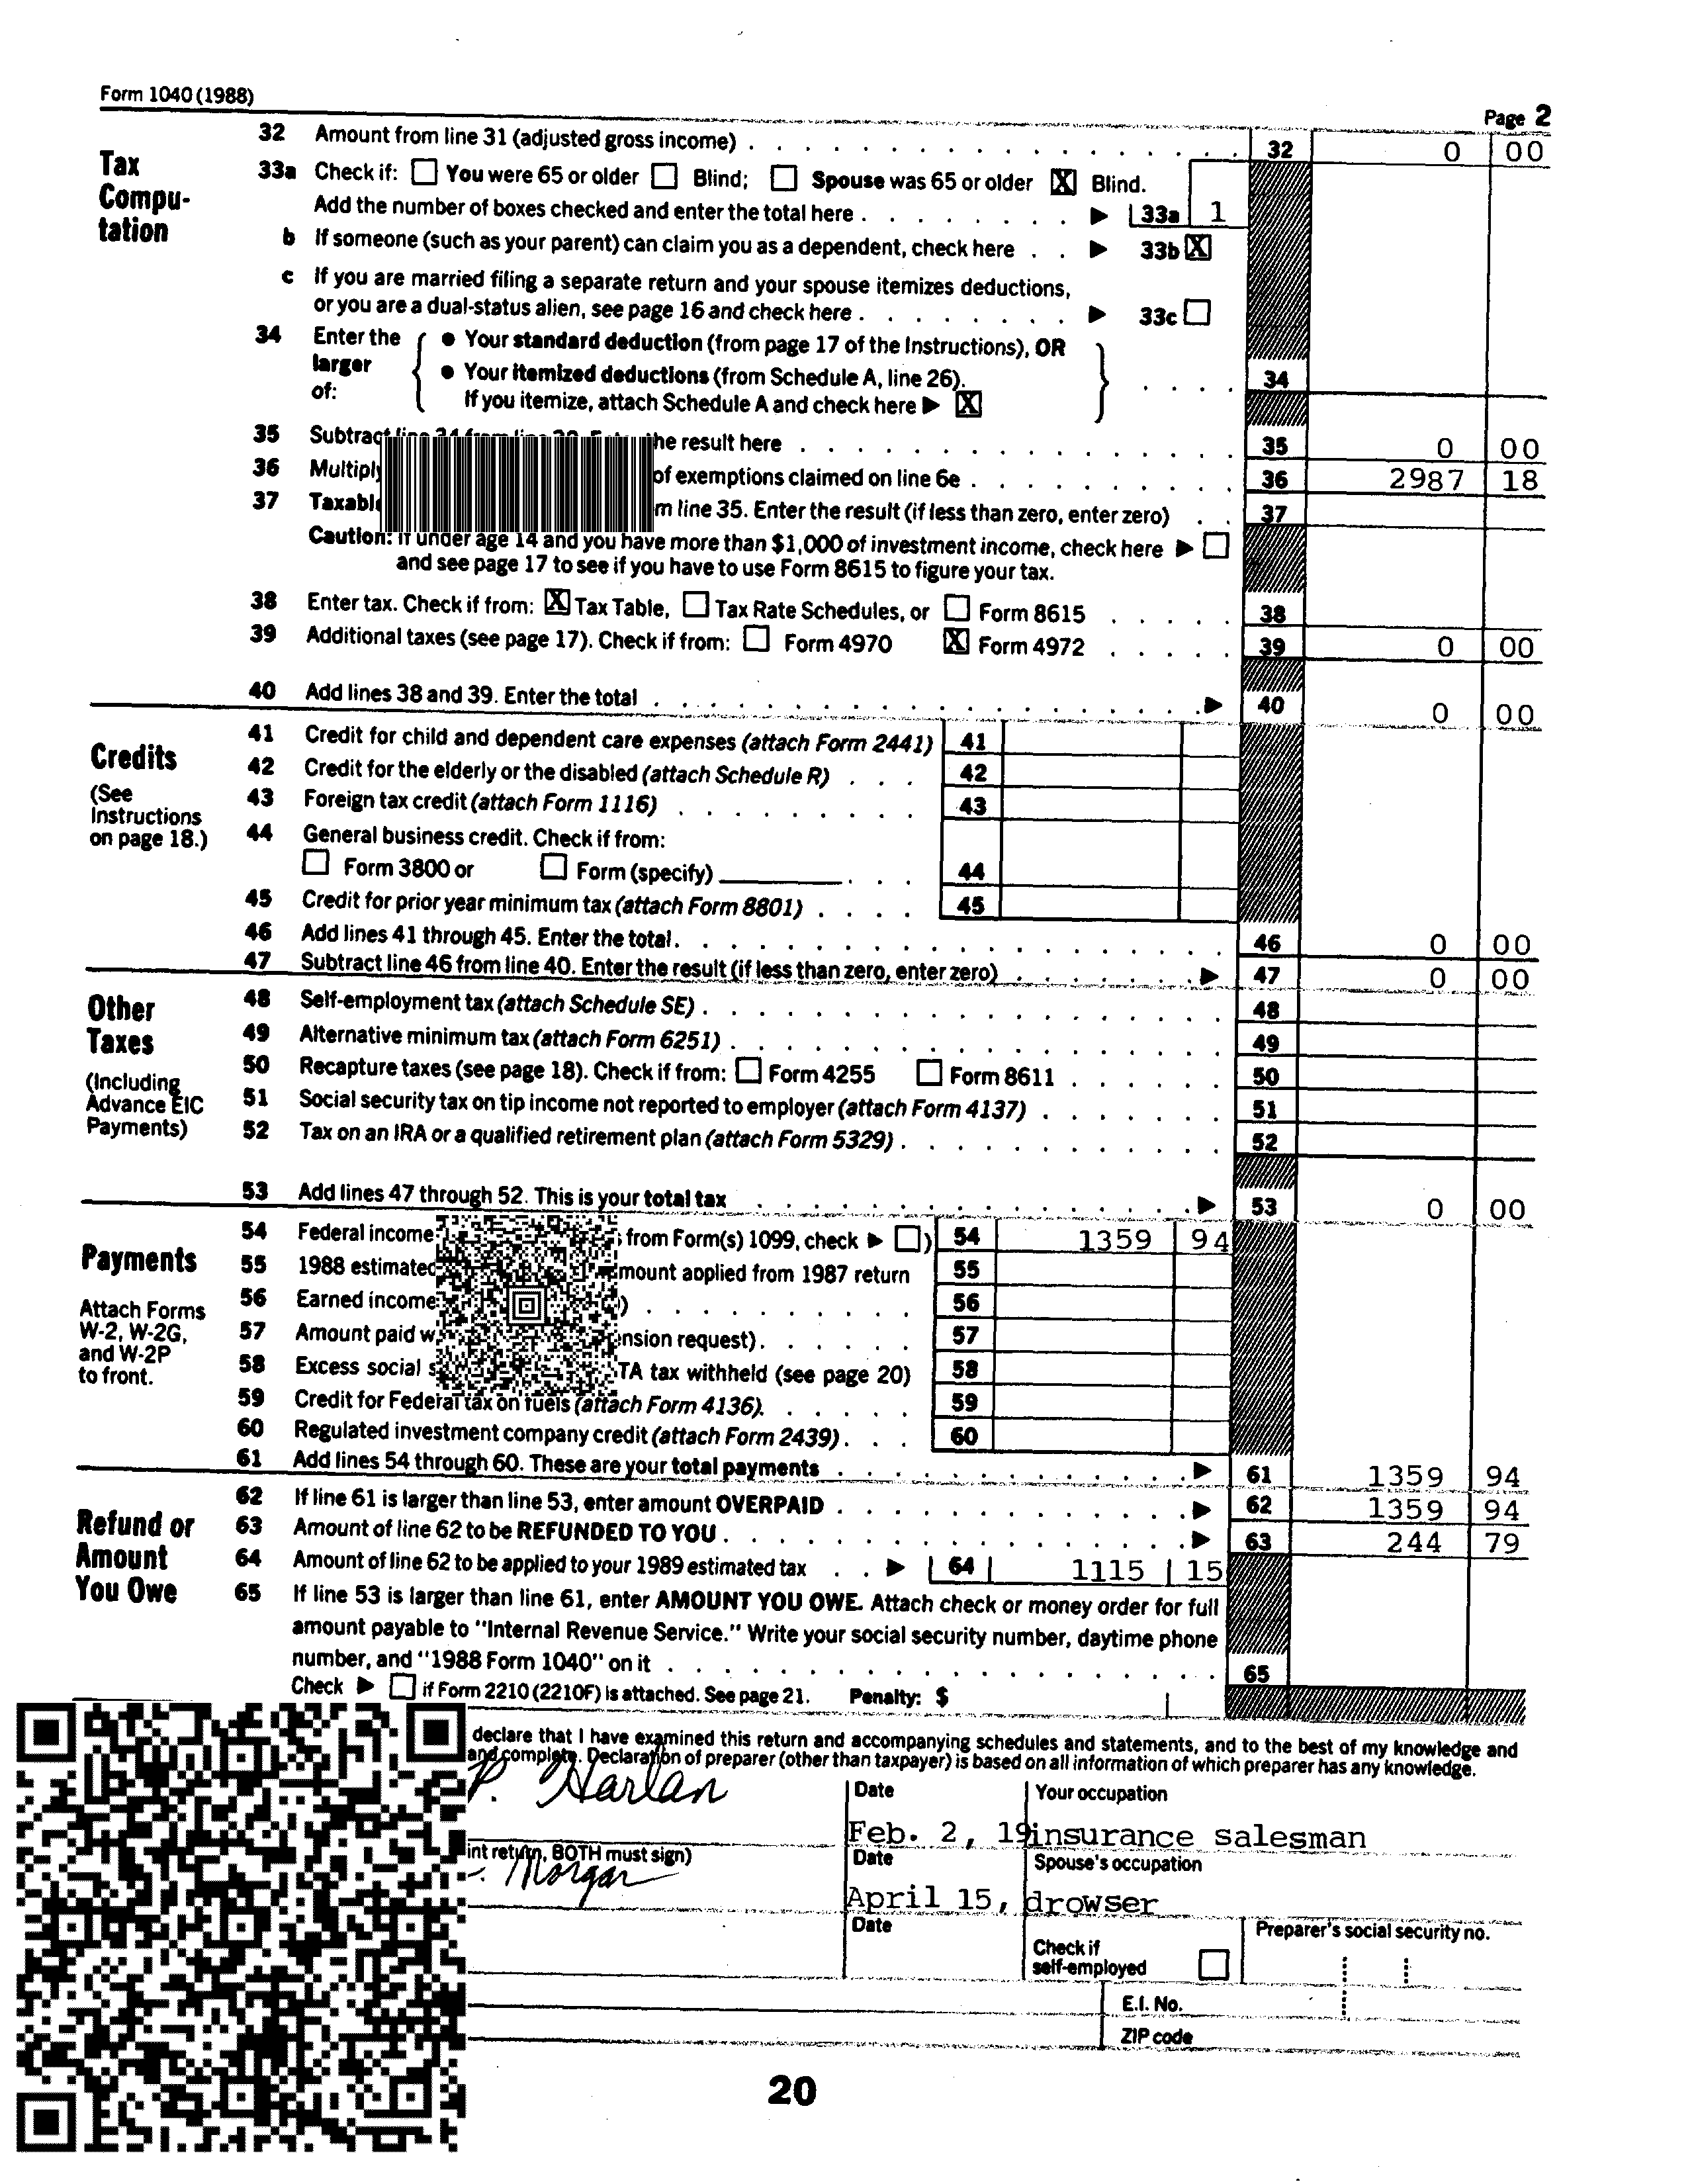 Form 1040 (1988)
Page 2
Tax Compu-tation
32 Amount from line 31 (adjusted gross income) 32 0 00
33a Check if: You were 65 or older Blind; Spouse was 65 or older X Blind.
Add the number of boxes checked and enter the total here 33a 1
b If someone (such as your parent) can claim you as a dependent, check here 33b X
c If you are married filing a separate return and your spouse itemizes deductions,
or you are a dual-status alien, see page 16 and check here 33c
34 Enter the larger of:
• Your standard deduction (from page 17 of the Instructions), OR
• Your itemized deductions (from Schedule A, line 26).
If you itemize, attach Schedule A and check here X 34
35 Subtract the result here 35 0 00
36 Multiply of exemptions claimed on line 6e 36 2987 18
37 line 35. Enter the result (if less than zero, enter zero) 37
Caution: If under age 14 and you have more than $1,000 of investment income, check here
and see page 17 to see if you have to use Form 8615 to figure your tax.
38 Enter tax. Check if from: X Tax Table, Tax Rate Schedules, or Form 8615 38
39 Additional taxes (see page 17). Check if from: Form 4970 X Form 4972 39 0 00
40 Add lines 38 and 39. Enter the total 40 0 00
Credits
(See Instructions on page 18.)
41 Credit for child and dependent care expenses (attach Form 2441) 41
42 Credit for the elderly or the disabled (attach Schedule R) 42
43 Foreign tax credit (attach Form 1116) 43
44 General business credit. Check if from:
Form 3800 or Form (specify) 44
45 Credit for prior year minimum tax (attach Form 8801) 45
46 Add lines 41 through 45. Enter the total. 46 0 00
47 Subtract line 46 from line 40. Enter the result (if less than zero, enter zero) 47 0 00
Other Taxes
(Including Advance EIC Payments)
48 Self-employment tax (attach Schedule SE) 48
49 Alternative minimum tax (attach Form 6251) 49
50 Recapture taxes (see page 18). Check if from: Form 4255 Form 8611 50
51 Social security tax on tip income not reported to employer (attach Form 4137) 51
52 Tax on an IRA or a qualified retirement plan (attach Form 5329) 52
53 Add lines 47 through 52. This is your total tax 53 0 00
Payments
Attach Forms W-2, W-2G, and W-2P to front.
54 Federal income from Form(s) 1099, check ) 54 1359 94
55 1988 estimated amount applied from 1987 return 55
56 Earned income ) 56
57 Amount paid request). 57
58 Excess social tax withheld (see page 20) 58
59 Credit for Federal tax on fuels (attach Form 4136). 59
60 Regulated investment company credit (attach Form 2439) 60
61 Add lines 54 through 60. These are your total payments 61 1359 94
Refund or Amount You Owe
62 If line 61 is larger than line 53, enter amount OVERPAID 62 1359 94
63 Amount of line 62 to be REFUNDED TO YOU 63 244 79
64 Amount of line 62 to be applied to your 1989 estimated tax 64 1115 15
65 If line 53 is larger than line 61, enter AMOUNT YOU OWE. Attach check or money order for full
amount payable to "Internal Revenue Service." Write your social security number, daytime phone
number, and "1988 Form 1040" on it 65
Check if Form 2210 (2210F) is attached. See page 21. Penalty: $
declare that I have examined this return and accompanying schedules and statements, and to the best of my knowledge and
and complete. Declaration of preparer (other than taxpayer) is based on all information of which preparer has any knowledge.
P. Harlan
Date
Your occupation
Feb. 2, 19 insurance salesman
return, BOTH must sign)
Date
Spouse's occupation
Morgan
April 15, drowser
Date
Check if self-employed
Preparer's social security no.
E.I. No.
ZIP code
20